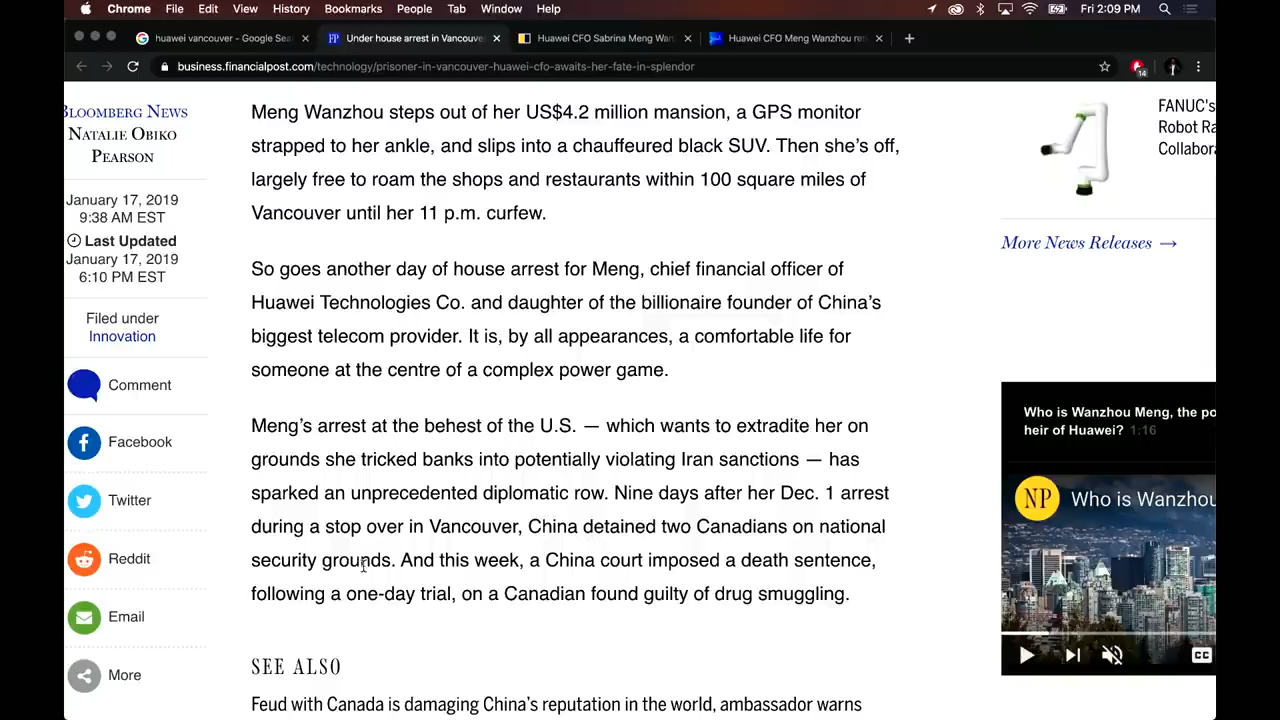 Chrome File Edit View History Bookmarks People Tab Window Help Fri 2:09 PM
huawei vancouver - Google Sea
FP Under house arrest in Vancouve
Huawei CFO Sabrina Meng Wan
Huawei CFO Meng Wanzhou re
business.financialpost.com/technology/prisoner-in-vancouver-huawei-cfo-awaits-her-fate-in-splendor
14
BLOOMBERG NEWS
NATALIE OBIKO
PEARSON
January 17, 2019
9:38 AM EST
Last Updated
January 17, 2019
6:10 PM EST
Filed under
Innovation
Comment
Facebook
Twitter
Reddit
Email
More
Meng Wanzhou steps out of her US$4.2 million mansion, a GPS monitor
strapped to her ankle, and slips into a chauffeured black SUV. Then she’s off,
largely free to roam the shops and restaurants within 100 square miles of
Vancouver until her 11 p.m. curfew.
So goes another day of house arrest for Meng, chief financial officer of
Huawei Technologies Co. and daughter of the billionaire founder of China’s
biggest telecom provider. It is, by all appearances, a comfortable life for
someone at the centre of a complex power game.
Meng’s arrest at the behest of the U.S. — which wants to extradite her on
grounds she tricked banks into potentially violating Iran sanctions — has
sparked an unprecedented diplomatic row. Nine days after her Dec. 1 arrest
during a stop over in Vancouver, China detained two Canadians on national
security grounds. And this week, a China court imposed a death sentence,
following a one-day trial, on a Canadian found guilty of drug smuggling.
SEE ALSO
Feud with Canada is damaging China’s reputation in the world, ambassador warns
FANUC's
Robot Ra
Collabora
More News Releases →
Who is Wanzhou Meng, the po
heir of Huawei? 1:16
NP Who is Wanzhou
CC